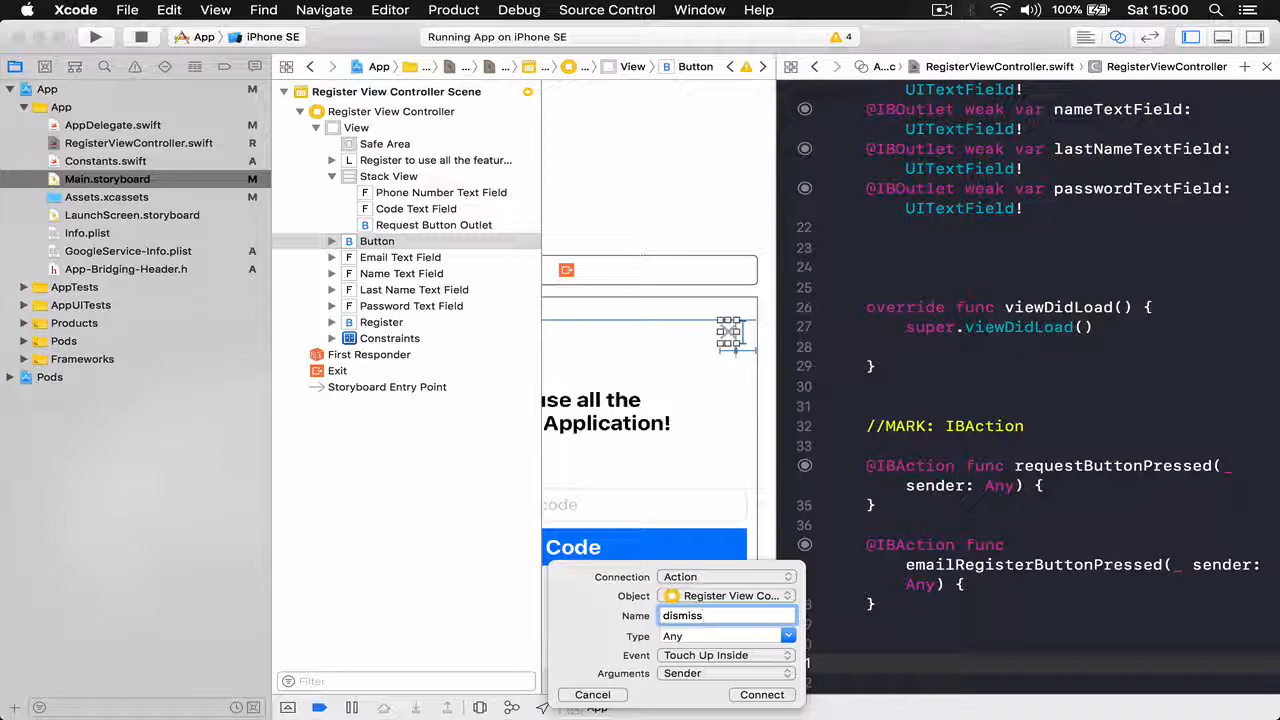 Xcode File Edit View Find Navigate Editor Product Debug Source Control Window Help 100% Sat 15:00
App iPhone SE Running App on iPhone SE 4
App ... ... ... ... ... View Button
A...c RegisterViewController.swift RegisterViewController
App M
App
AppDelegate.swift M
RegisterViewController.swift R
Constants.swift A
Main.storyboard M
Assets.xcassets M
LaunchScreen.storyboard
Info.plist
GoogleService-Info.plist A
App-Bridging-Header.h A
AppTests
AppUITests
Products
Pods
Frameworks
Pods
Register View Controller Scene
Register View Controller
View
Safe Area
L Register to use all the featur...
Stack View
F Phone Number Text Field
F Code Text Field
B Request Button Outlet
B Button
F Email Text Field
F Name Text Field
F Last Name Text Field
F Password Text Field
B Register
Constraints
First Responder
Exit
Storyboard Entry Point
Filter
use all the
Application!
code
Code
Connection Action
Object Register View Co...
Name dismiss
Type Any
Event Touch Up Inside
Arguments Sender
Cancel Connect
App
UITextField!
@IBOutlet weak var nameTextField:
UITextField!
@IBOutlet weak var lastNameTextField:
UITextField!
@IBOutlet weak var passwordTextField:
UITextField!
22
23
24
25
26 override func viewDidLoad() {
27 super.viewDidLoad()
28
29 }
30
31
32 //MARK: IBAction
33
@IBAction func requestButtonPressed(_
sender: Any) {
35 }
36
@IBAction func
emailRegisterButtonPressed(_ sender:
Any) {
8 }
9
0
1
2